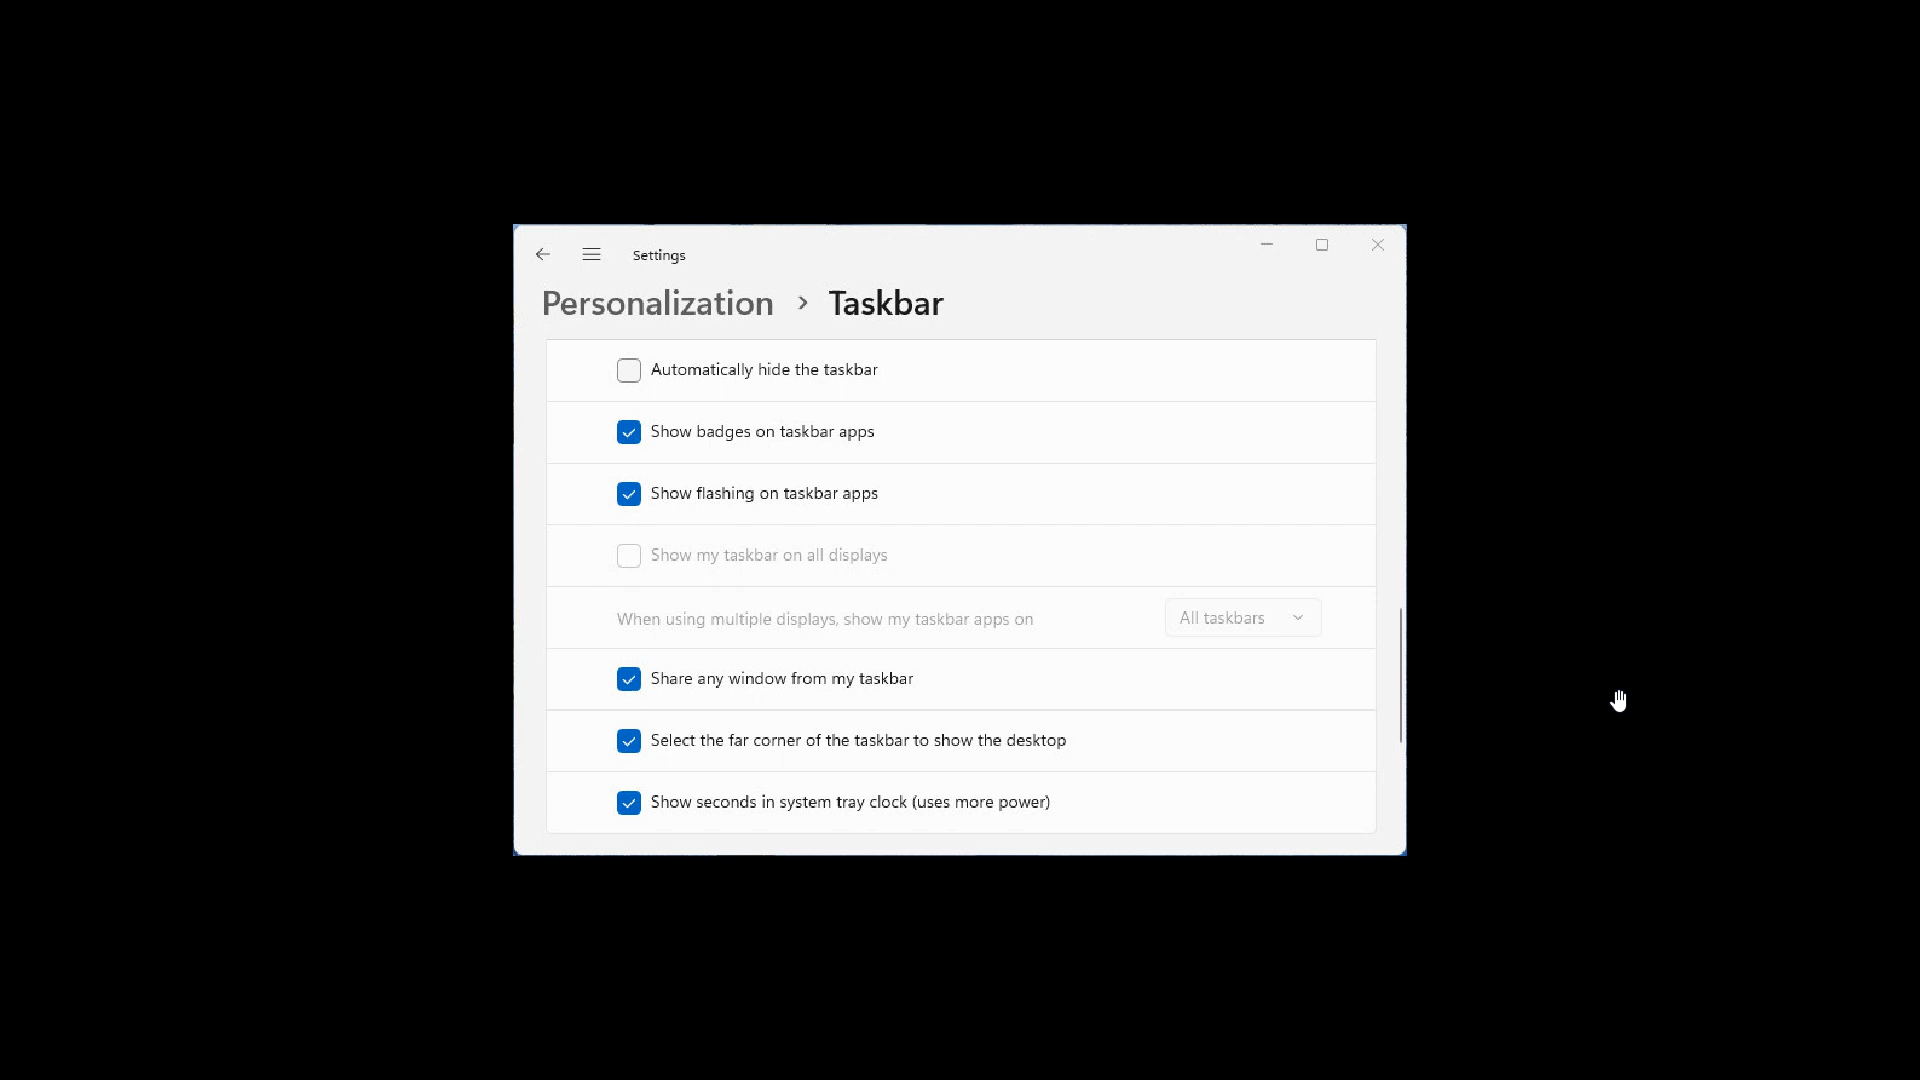 Settings
Personalization > Taskbar
Automatically hide the taskbar
Show badges on taskbar apps
Show flashing on taskbar apps
Show my taskbar on all displays
When using multiple displays, show my taskbar apps on All taskbars
Share any window from my taskbar
Select the far corner of the taskbar to show the desktop
Show seconds in system tray clock (uses more power)